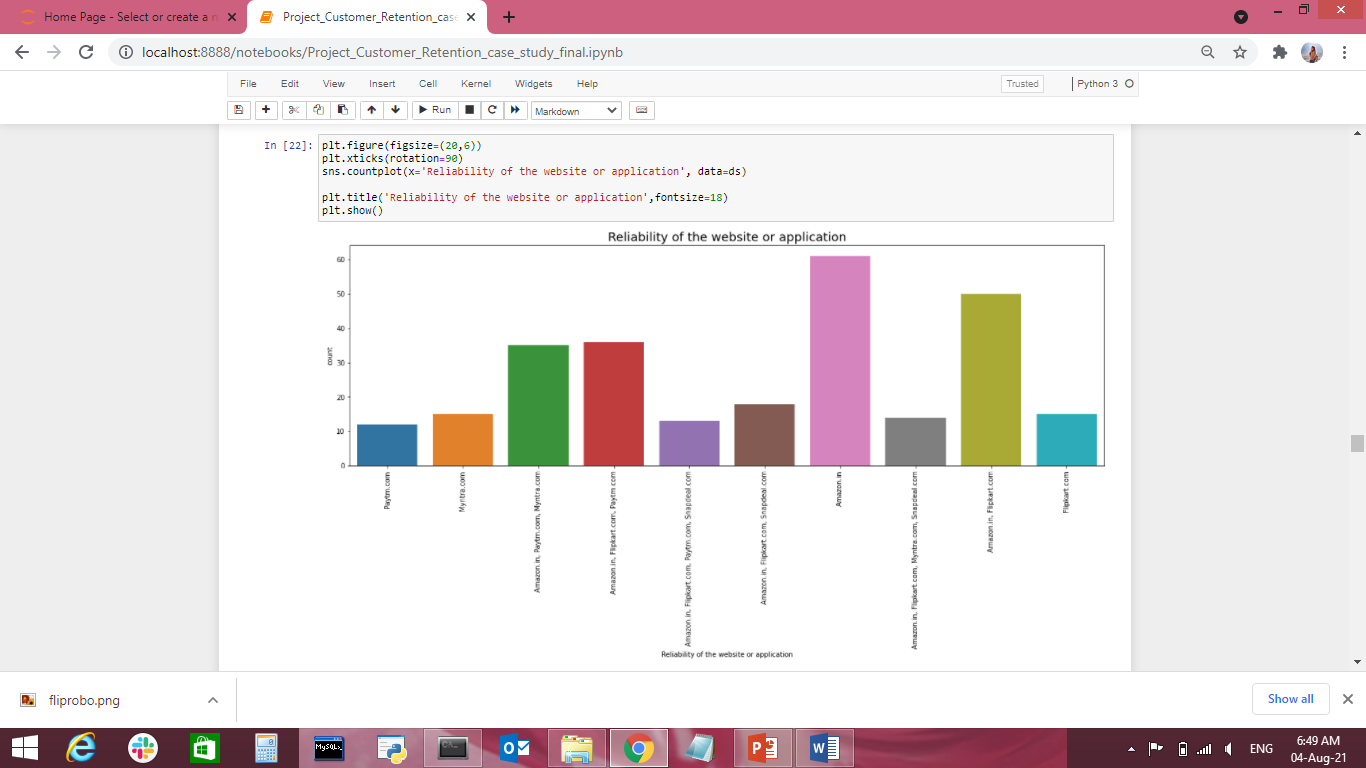 Home Page - Select or create a n
Project_Customer_Retention_case
localhost:8888/notebooks/Project_Customer_Retention_case_study_final.ipynb
File Edit View Insert Cell Kernel Widgets Help
Trusted Python 3
Run Markdown
In [22]: plt.figure(figsize=(20,6))
plt.xticks(rotation=90)
sns.countplot(x='Reliability of the website or application', data=ds)
plt.title('Reliability of the website or application',fontsize=18)
plt.show()
Reliability of the website or application
60
50
40
30
20
10
0
count
Paytm.com
Myntra.com
Amazon.in, Paytm.com, Myntra.com
Amazon.in, Flipkart.com, Paytm.com
Amazon.in, Flipkart.com, Paytm.com, Snapdeal.com
Amazon.in, Flipkart.com, Snapdeal.com
Amazon.in
Amazon.in, Flipkart.com, Myntra.com, Snapdeal.com
Amazon.in, Flipkart.com
Flipkart.com
Reliability of the website or application
fliprobo.png
Show all
MySQL
C:\.
ENG
6:49 AM
04-Aug-21